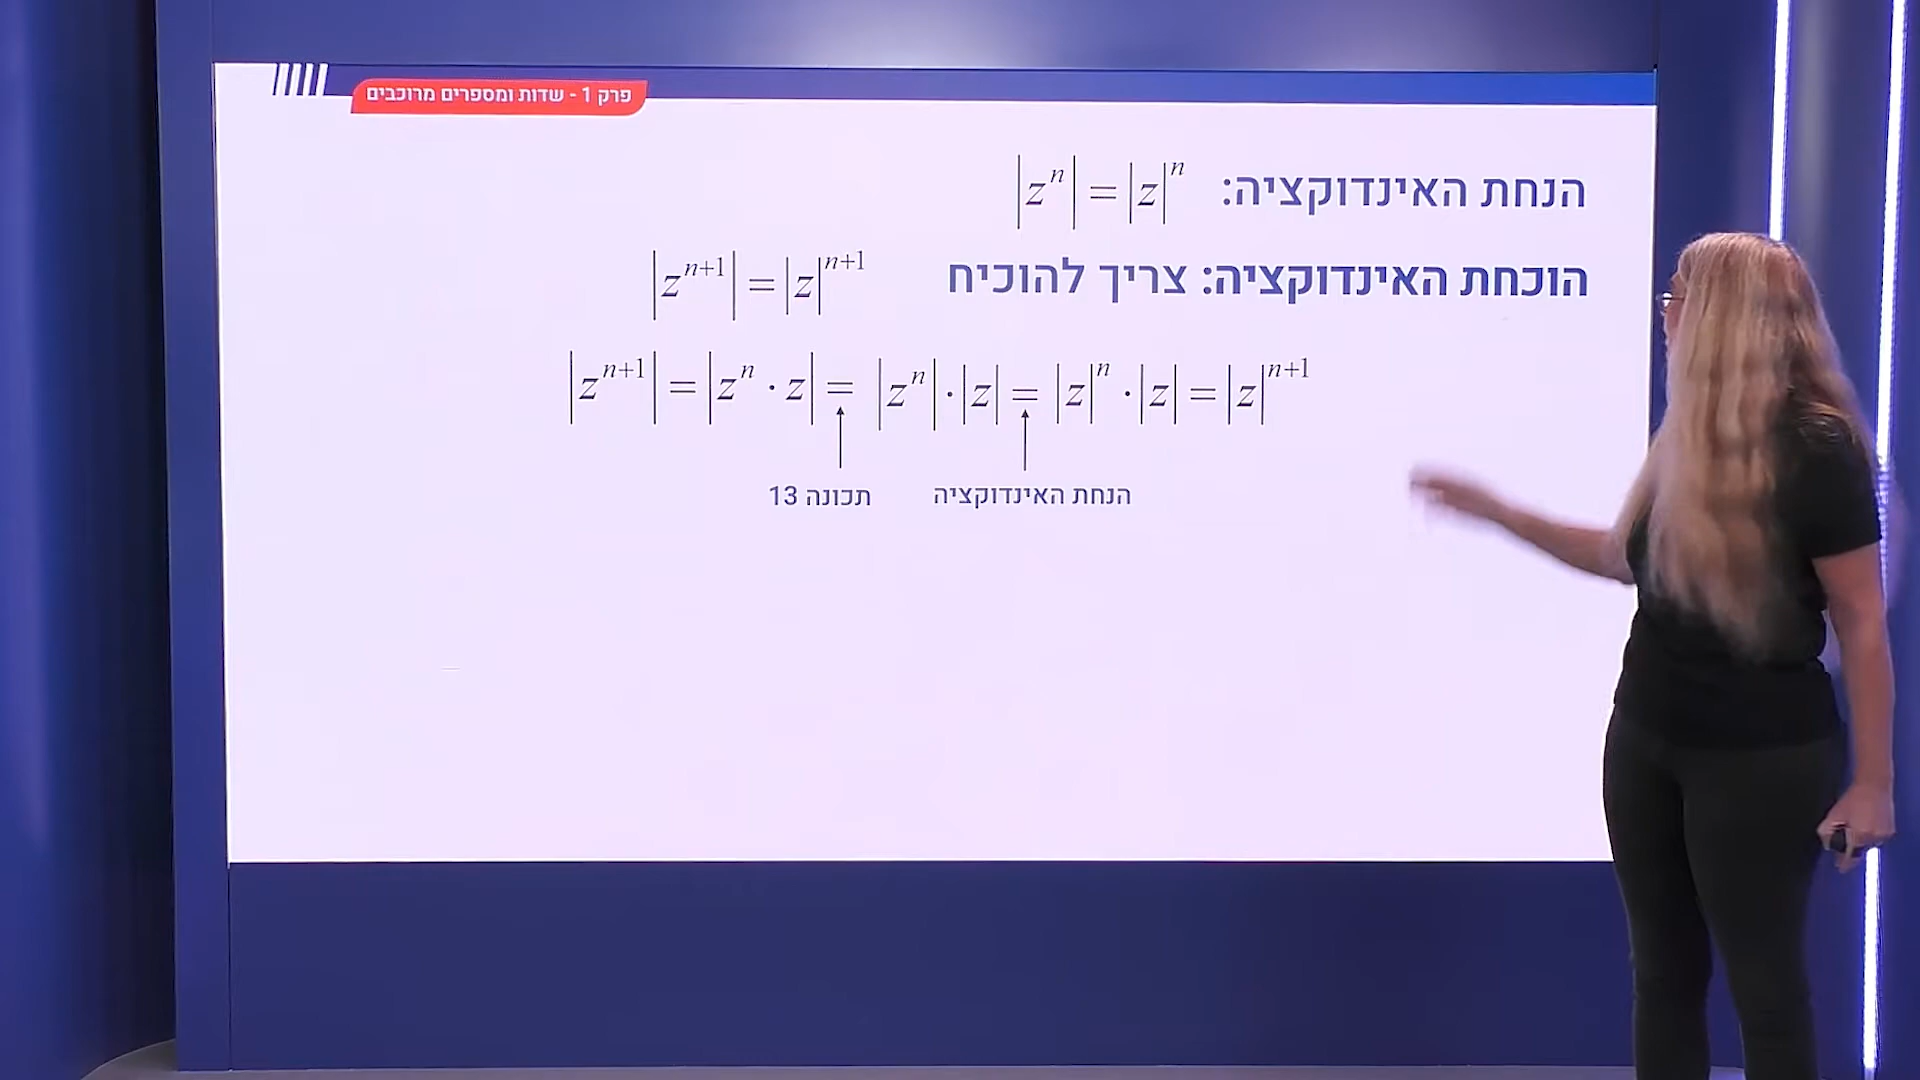 פרק 1 - שדות ומספרים מרוכבים
הנחת האינדוקציה: |z^n| = |z|^n
הוכחת האינדוקציה: צריך להוכיח |z^{n+1}| = |z|^{n+1}
|z^{n+1}| = |z^n · z| = |z^n| · |z| = |z|^n · |z| = |z|^{n+1}
הנחת האינדוקציה
תכונה 13